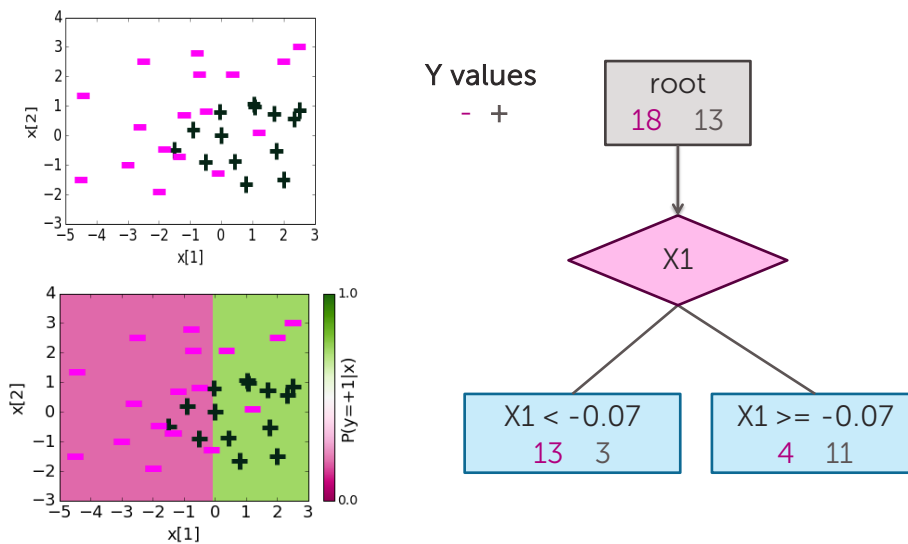 4
3
2
1
0
−1
−2
−3
x[2]
−5 −4 −3 −2 −1 0 1 2 3
x[1]
4
3
2
1
0
−1
−2
−3
x[2]
−5 −4 −3 −2 −1 0 1 2 3
x[1]
1.0
0.0
P(y=+1|x)
Y values
- +
root
18 13
X1
X1 < -0.07
13 3
X1 >= -0.07
4 11